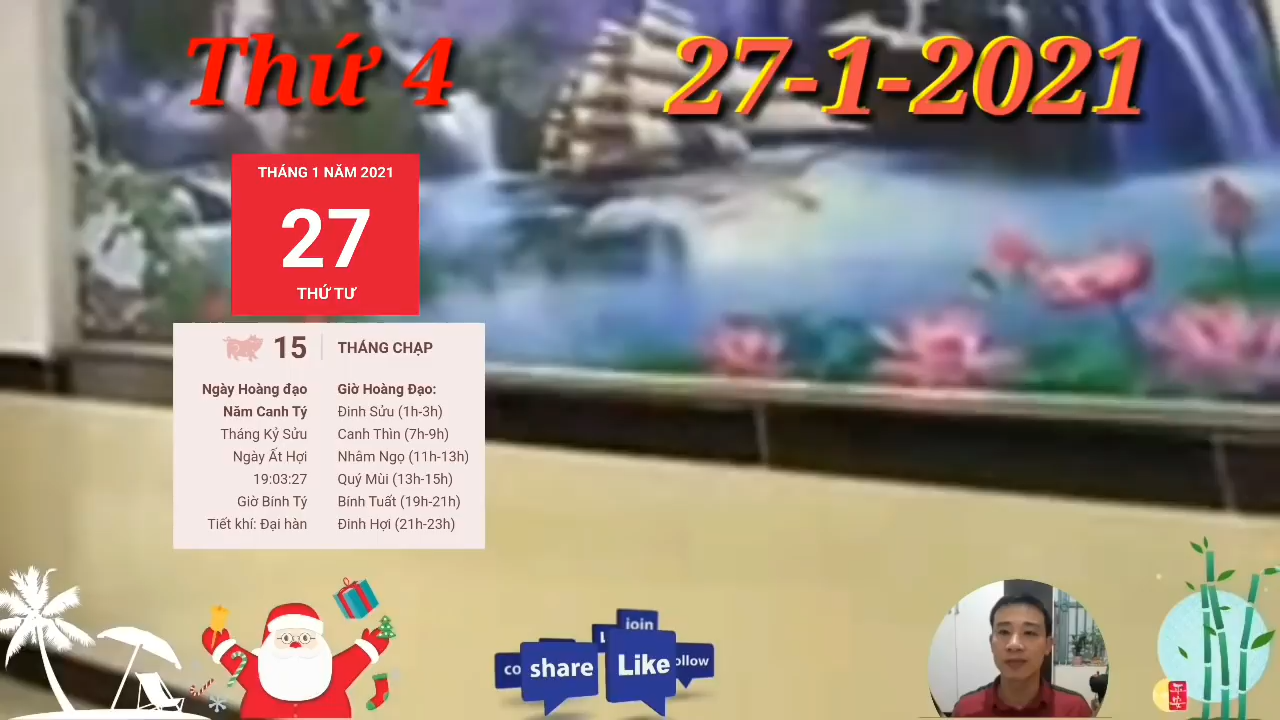 Thứ 4
27-1-2021
THÁNG 1 NĂM 2021
27
THỨ TƯ
15
THÁNG CHẠP
Ngày Hoàng đạo
Năm Canh Tý
Tháng Kỷ Sửu
Ngày Ất Hợi
19:03:27
Giờ Bính Tý
Tiết khí: Đại hàn
Giờ Hoàng Đạo:
Đinh Sửu (1h-3h)
Canh Thìn (7h-9h)
Nhâm Ngọ (11h-13h)
Quý Mùi (13h-15h)
Bính Tuất (19h-21h)
Đinh Hợi (21h-23h)
join
co
share
L
Like
ollow